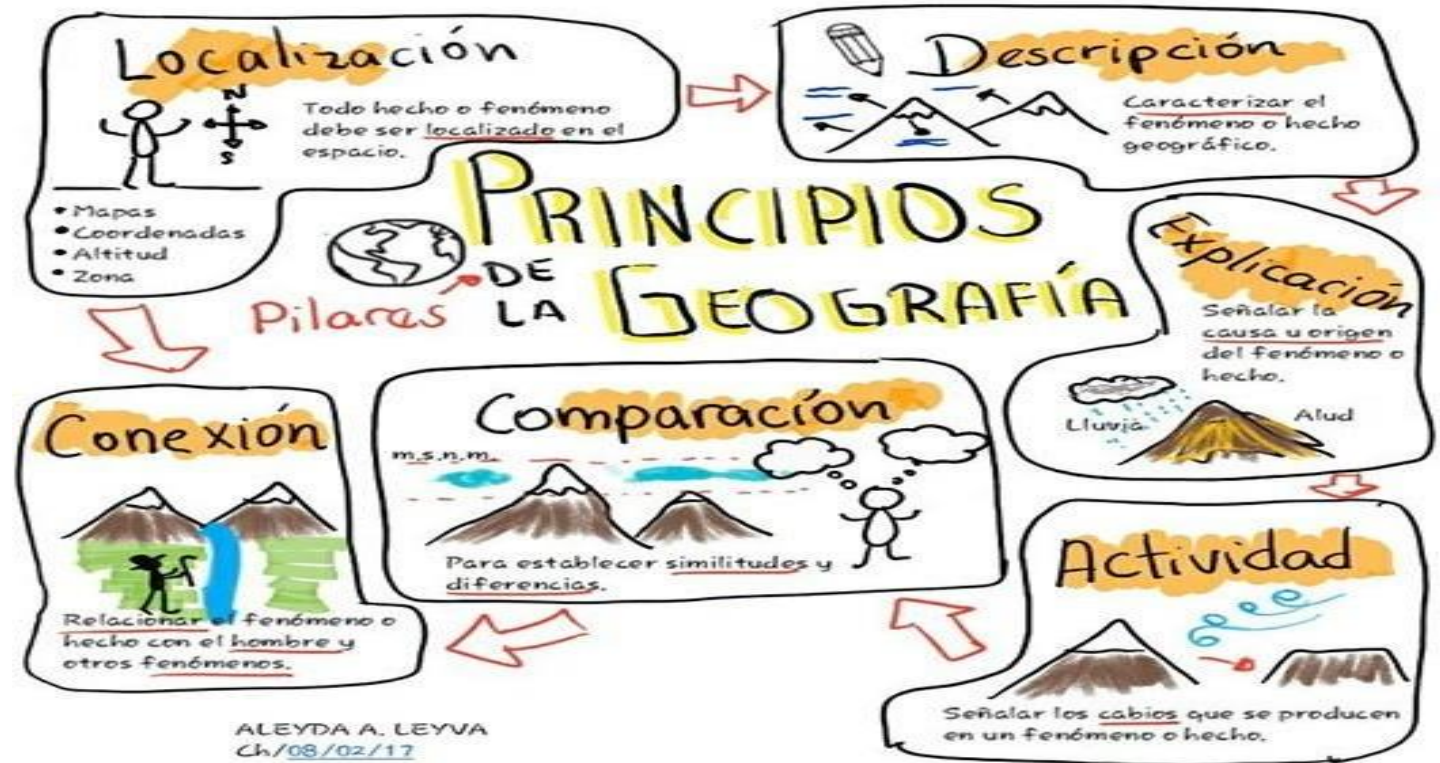 Localización
N
S
Todo hecho o fenómeno
debe ser localizado en el
espacio.
• Mapas
• Coordenadas
• Altitud
• Zona
Descripción
Caracterizar el
fenómeno o hecho
geográfico.
PRINCIPIOS
DE
LA GEOGRAFÍA
Pilares
Explicación
Señalar la
causa u origen
del fenómeno o
hecho.
Lluvia
Alud
Actividad
Señalar los cabios que se producen
en un fenómeno o hecho.
Comparación
m.s.n.m.
Para establecer similitudes y
diferencias.
Conexión
Relacionar el fenómeno o
hecho con el hombre y
otros fenómenos.
ALEYDA A. LEYVA
Ch/08/02/17